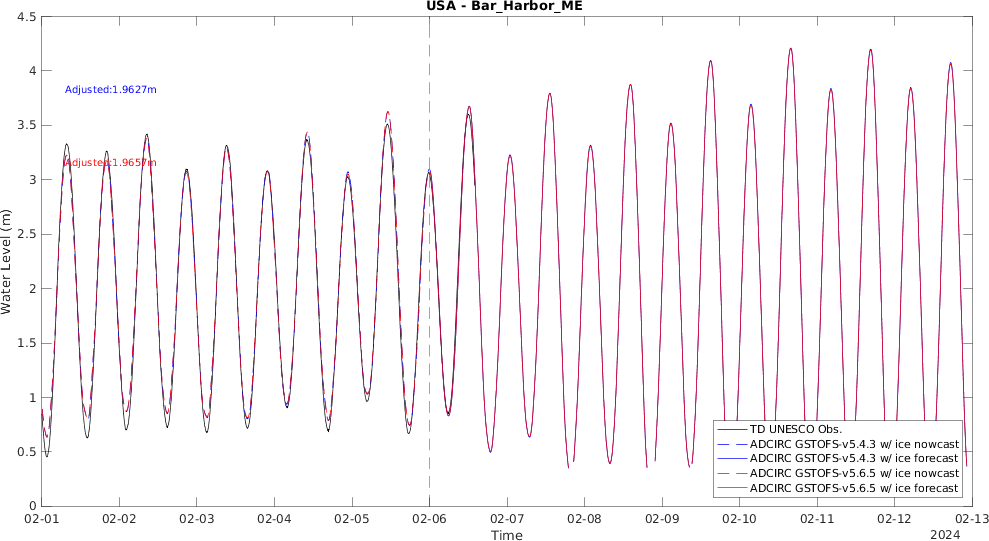 USA - Bar_Harbor_ME
4.5
4
3.5
3
2.5
2
1.5
1
0.5
0
Water Level (m)
Adjusted:1.9627m
Adjusted:1.9657m
TD UNESCO Obs.
ADCIRC GSTOFS-v5.4.3 w/ ice nowcast
ADCIRC GSTOFS-v5.4.3 w/ ice forecast
ADCIRC GSTOFS-v5.6.5 w/ ice nowcast
ADCIRC GSTOFS-v5.6.5 w/ ice forecast
02-01 02-02 02-03 02-04 02-05 02-06 02-07 02-08 02-09 02-10 02-11 02-12 02-13
Time
2024